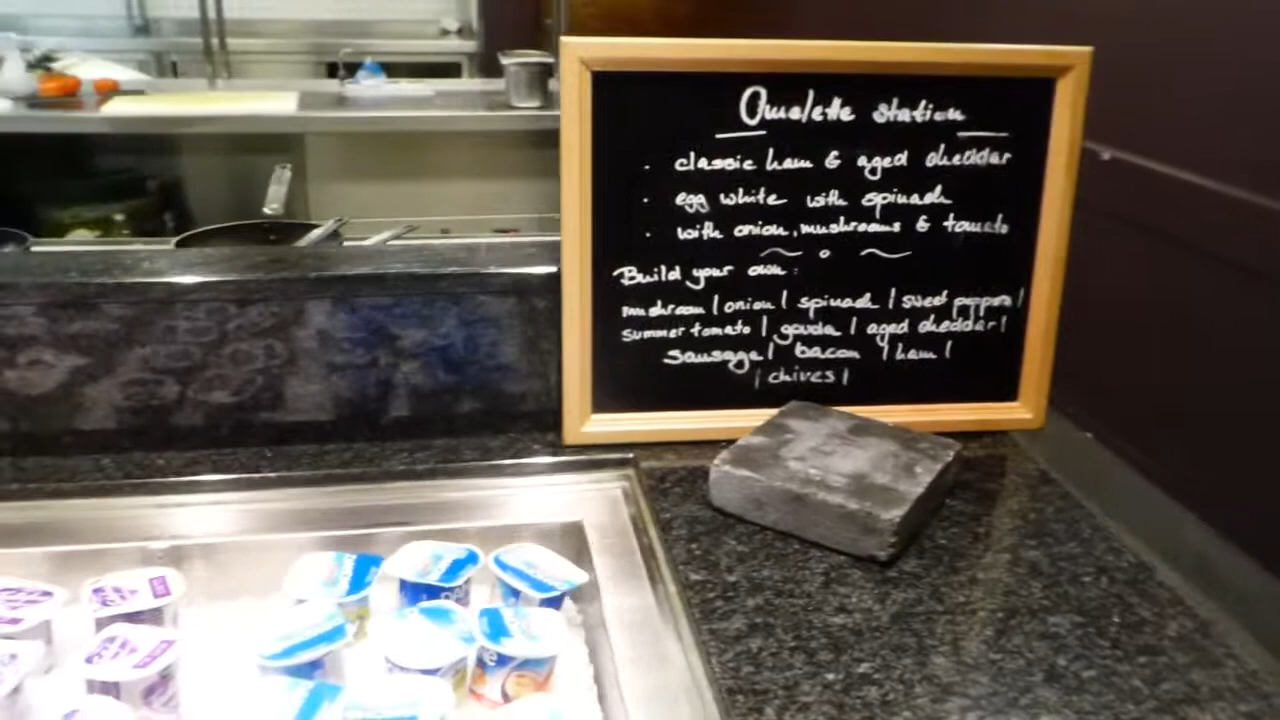 Omelette station
· classic ham & aged cheddar
· egg white with spinach
· with onion, mushrooms & tomato
~ o ~
Build your own:
mushroom | onion | spinach | sweet peppers |
summer tomato | gouda | aged cheddar |
sausage | bacon | ham |
| chives |